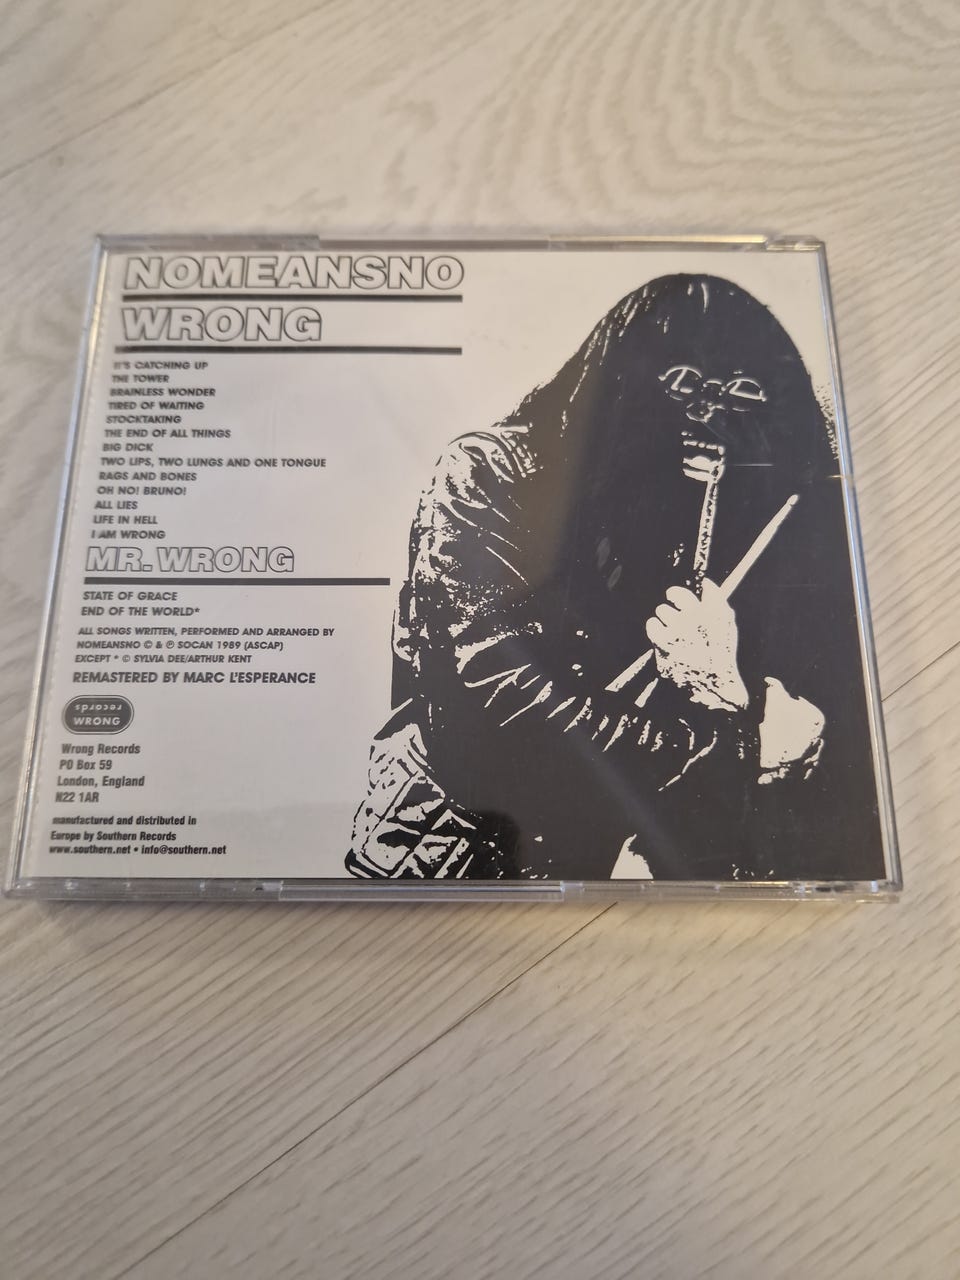 NOMEANSNO
WRONG
IT'S CATCHING UP
THE TOWER
BRAINLESS WONDER
TIRED OF WAITING
STOCKTAKING
THE END OF ALL THINGS
BIG DICK
TWO LIPS, TWO LUNGS AND ONE TONGUE
RAGS AND BONES
OH NO! BRUNO!
ALL LIES
LIFE IN HELL
I AM WRONG
MR. WRONG
STATE OF GRACE
END OF THE WORLD*
ALL SONGS WRITTEN, PERFORMED AND ARRANGED BY
NOMEANSNO © & ℗ SOCAN 1989 (ASCAP)
EXCEPT * © SYLVIA DEE/ARTHUR KENT
REMASTERED BY MARC L'ESPERANCE
records
WRONG
Wrong Records
PO Box 59
London, England
N22 1AR
manufactured and distributed in
Europe by Southern Records
www.southern.net • info@southern.net